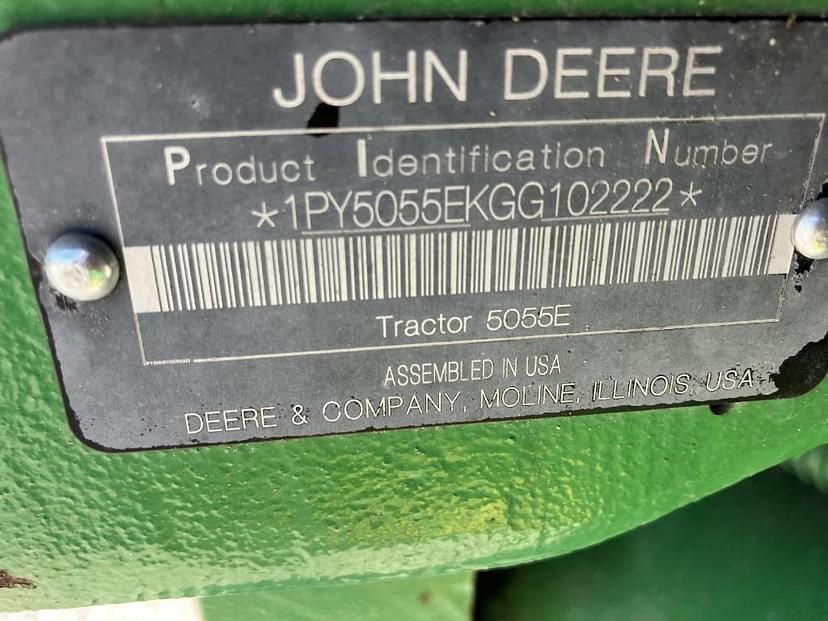 JOHN DEERE
Product Identification Number
*1PY5055EKGG102222*
Tractor 5055E
ASSEMBLED IN USA
DEERE & COMPANY, MOLINE, ILLINOIS, USA